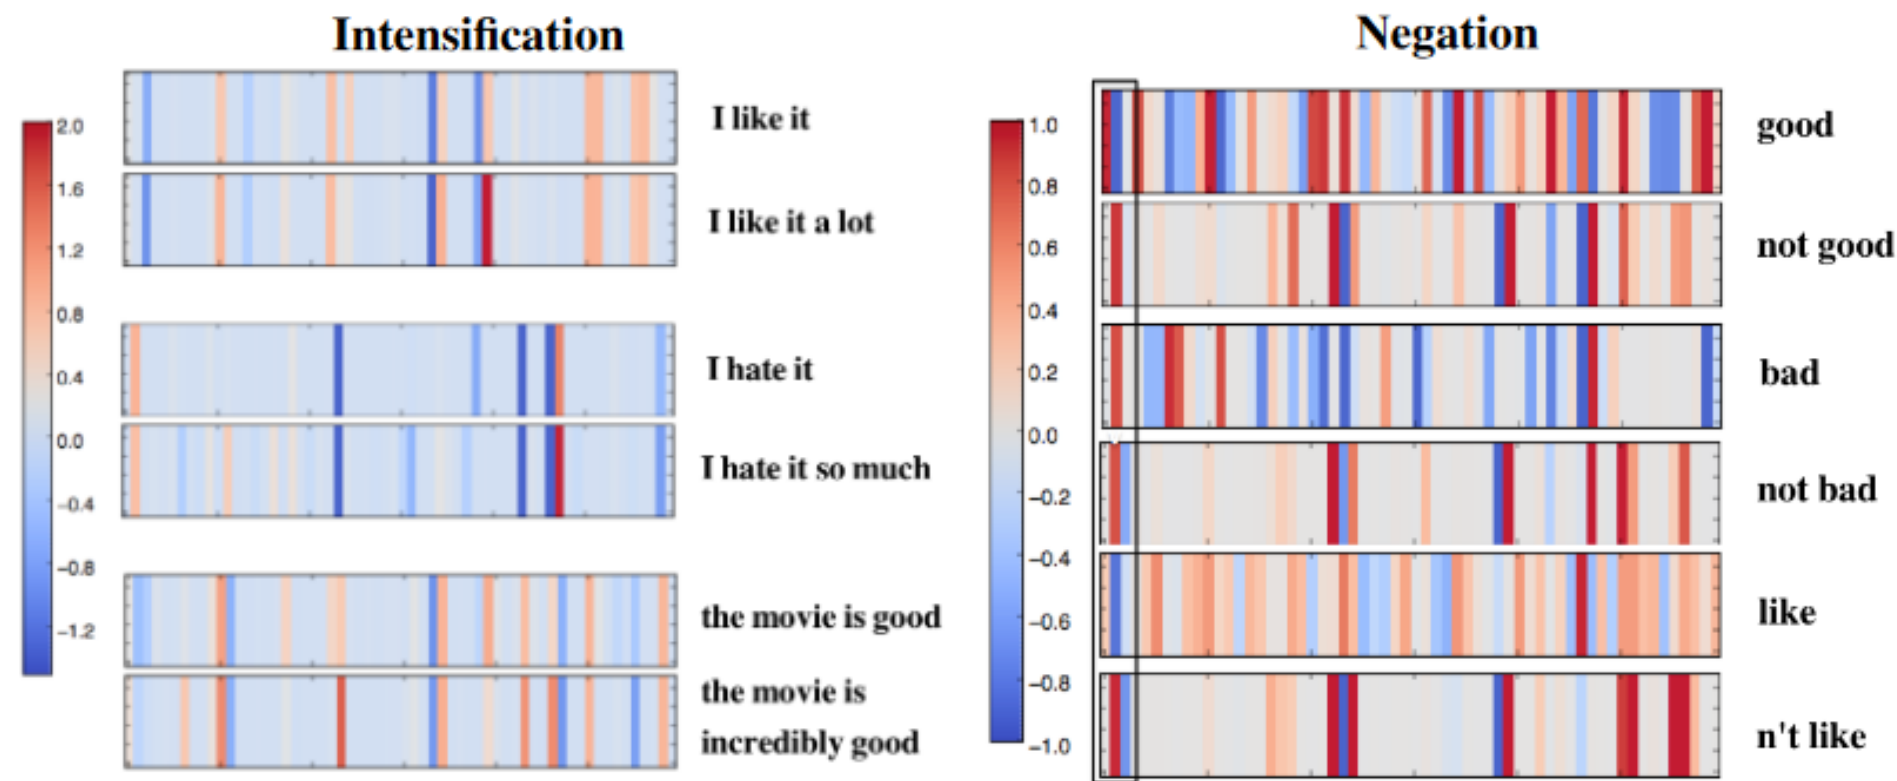 Intensification
2.0
1.6
1.2
0.8
0.4
0.0
−0.4
−0.8
−1.2
I like it
I like it a lot
I hate it
I hate it so much
the movie is good
the movie is
incredibly good
Negation
1.0
0.8
0.6
0.4
0.2
0.0
−0.2
−0.4
−0.6
−0.8
−1.0
good
not good
bad
not bad
like
n't like